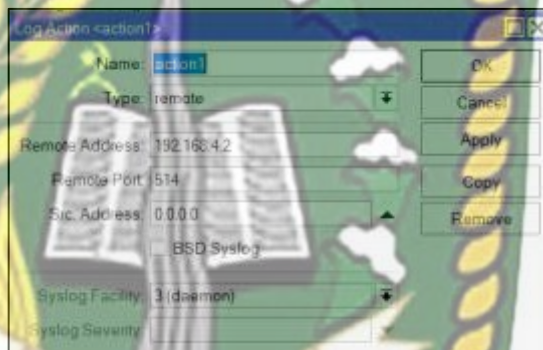 Log Action <action1>
Name: action1
OK
Type: remote
Cancel
Remote Address: 192.168.4.2
Apply
Remote Port: 514
Copy
Src. Address: 0.0.0.0
Remove
BSD Syslog
Syslog Facility: 3 (daemon)
Syslog Severity: